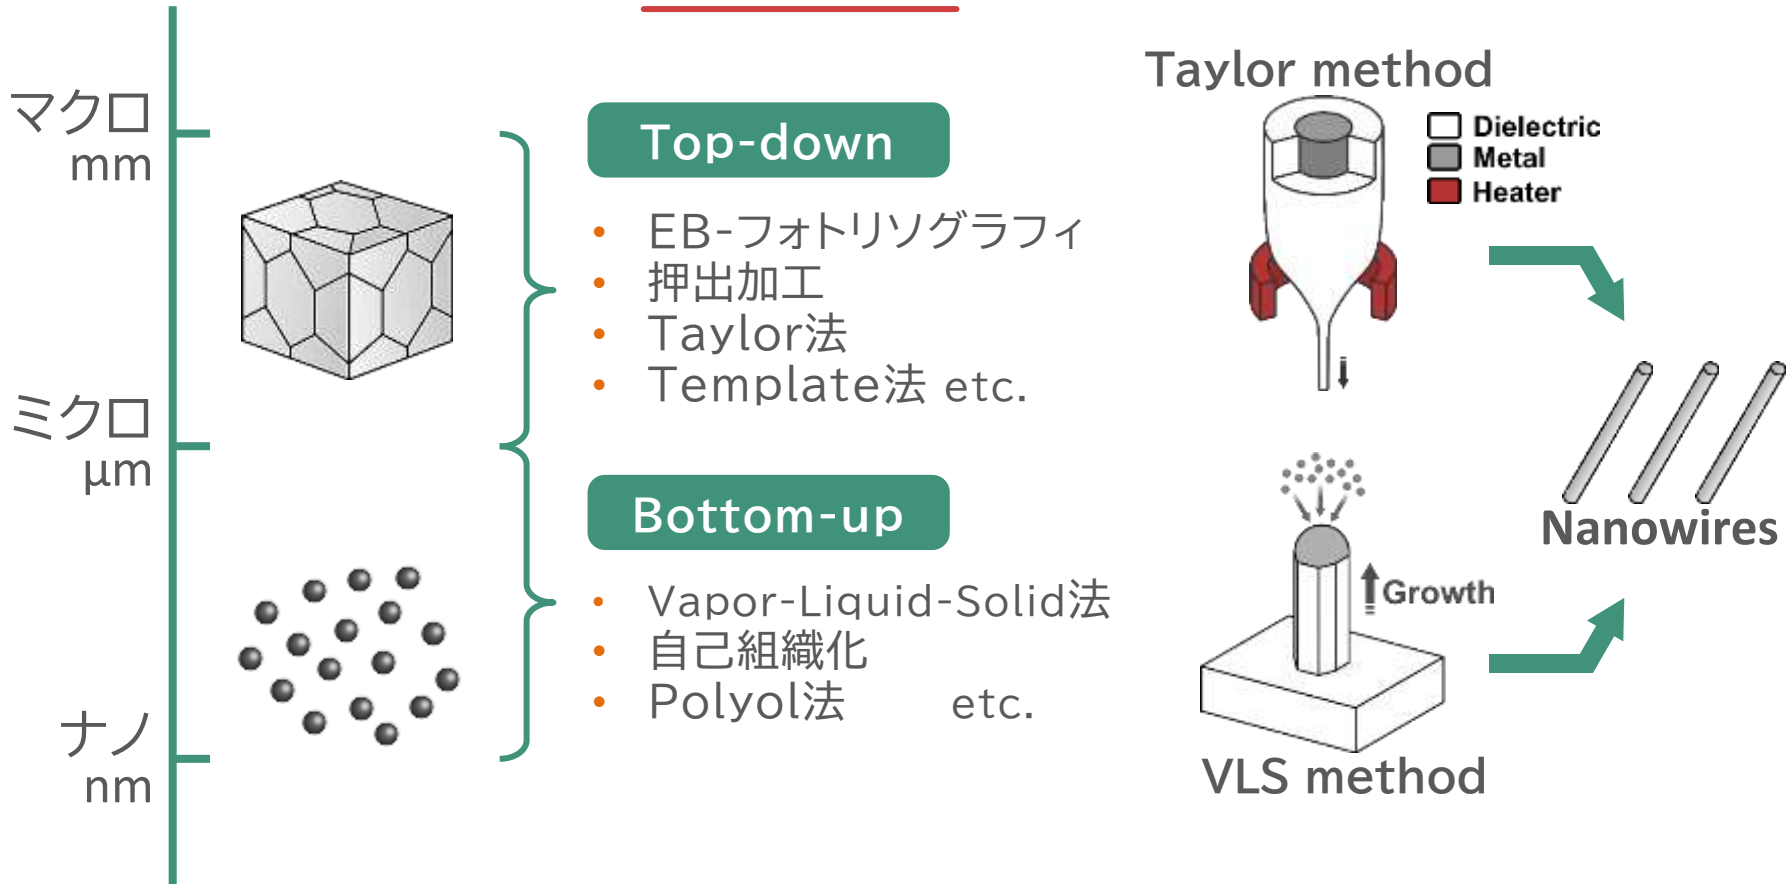 マクロ
mm
ミクロ
µm
ナノ
nm
Top-down
• EB-フォトリソグラフィ
• 押出加工
• Taylor法
• Template法 etc.
Bottom-up
• Vapor-Liquid-Solid法
• 自己組織化
• Polyol法 etc.
Taylor method
Dielectric
Metal
Heater
Growth
VLS method
Nanowires